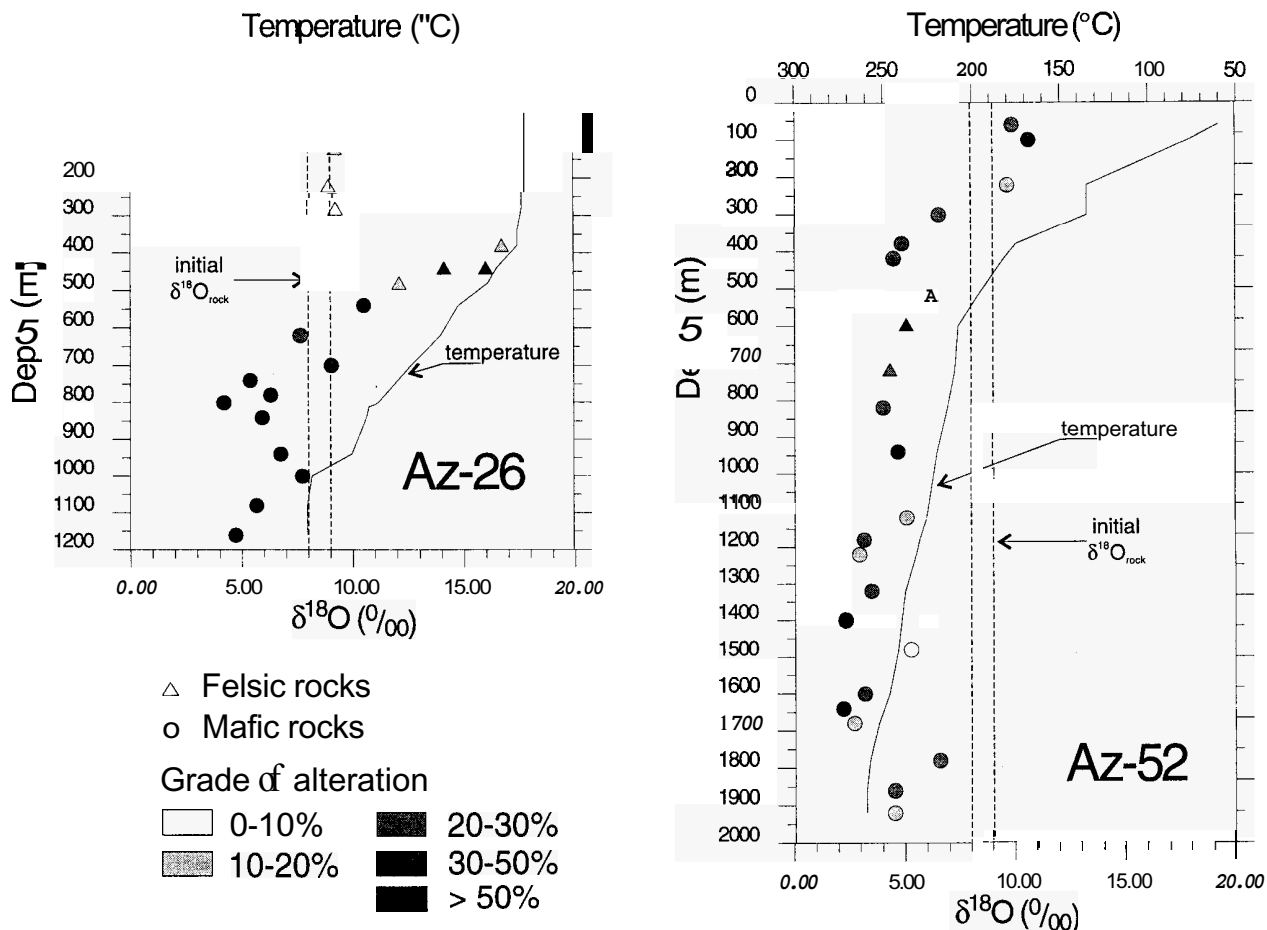 Temperature ("C)
200
300
400
500
600
700
800
900
1000
1100
1200
Dep5ı (m)
initial
δ¹⁸O_rock
temperature
Az-26
0.00 5.00 10.00 15.00 20.00
δ¹⁸O (⁰/₀₀)
△ Felsic rocks
o Mafic rocks
Grade of alteration
0-10%
10-20%
20-30%
30-50%
> 50%
Temperature (°C)
300 250 200 150 100 50
0
100
200
300
400
500
600
700
800
900
1000
1100
1200
1300
1400
1500
1600
1700
1800
1900
2000
(m)
A
temperature
initial
δ¹⁸O_rock
Az-52
0.00 5.00 10.00 15.00 20.00
δ¹⁸O (⁰/₀₀)